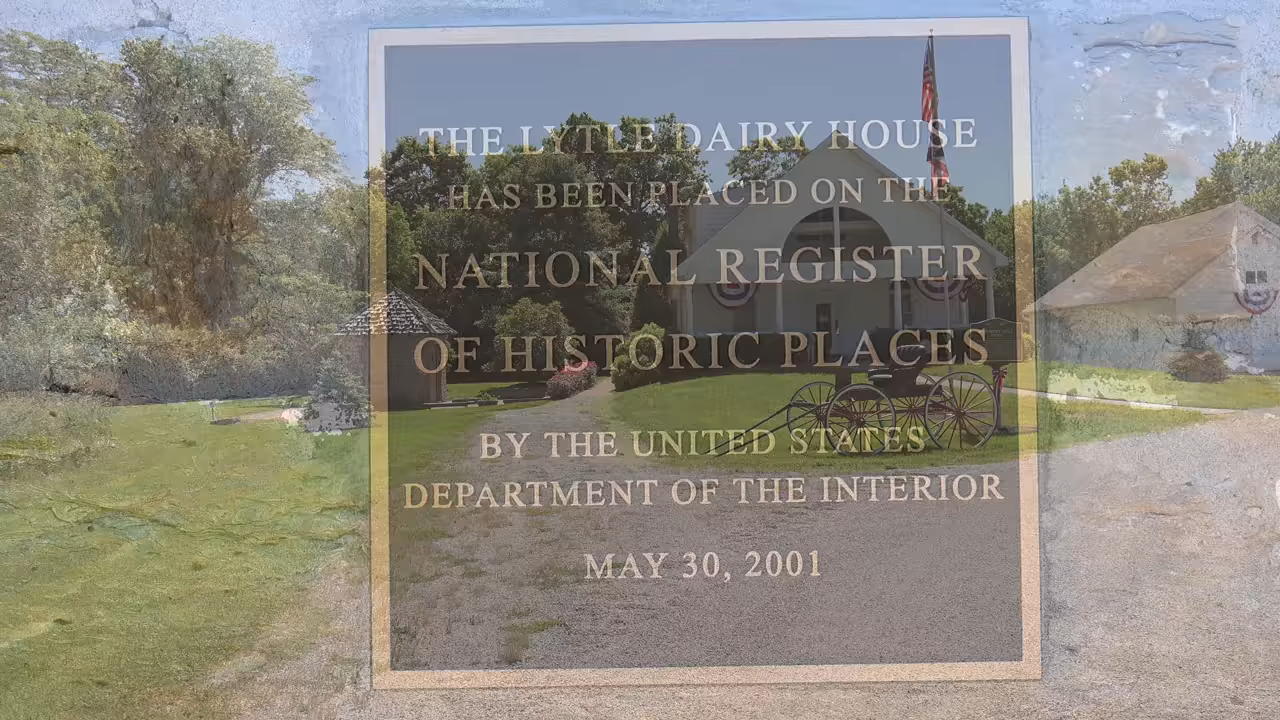 THE LYTLE DAIRY HOUSE
HAS BEEN PLACED ON THE
NATIONAL REGISTER
OF HISTORIC PLACES
BY THE UNITED STATES
DEPARTMENT OF THE INTERIOR
MAY 30, 2001